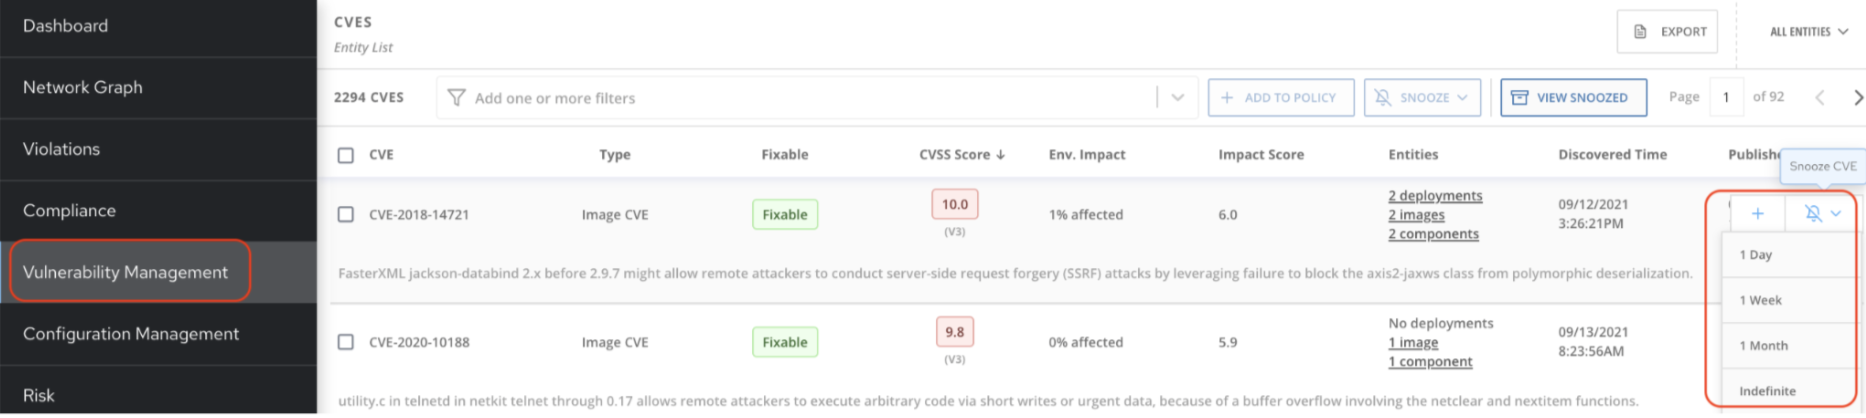 Dashboard
Network Graph
Violations
Compliance
Vulnerability Management
Configuration Management
Risk
CVES
Entity List
EXPORT
ALL ENTITIES
2294 CVES
Add one or more filters
+ ADD TO POLICY
SNOOZE
VIEW SNOOZED
Page 1 of 92
CVE Type Fixable CVSS Score ↓ Env. Impact Impact Score Entities Discovered Time
Snooze CVE
CVE-2018-14721 Image CVE Fixable 10.0 (V3) 1% affected 6.0
2 deployments
2 images
2 components
09/12/2021
3:26:21PM
+
1 Day
1 Week
1 Month
Indefinite
FasterXML jackson-databind 2.x before 2.9.7 might allow remote attackers to conduct server-side request forgery (SSRF) attacks by leveraging failure to block the axis2-jaxws class from polymorphic deserialization.
CVE-2020-10188 Image CVE Fixable 9.8 (V3) 0% affected 5.9
No deployments
1 image
1 component
09/13/2021
8:23:56AM
utility.c in telnetd in netkit telnet through 0.17 allows remote attackers to execute arbitrary code via short writes or urgent data, because of a buffer overflow involving the netclear and nextitem functions.